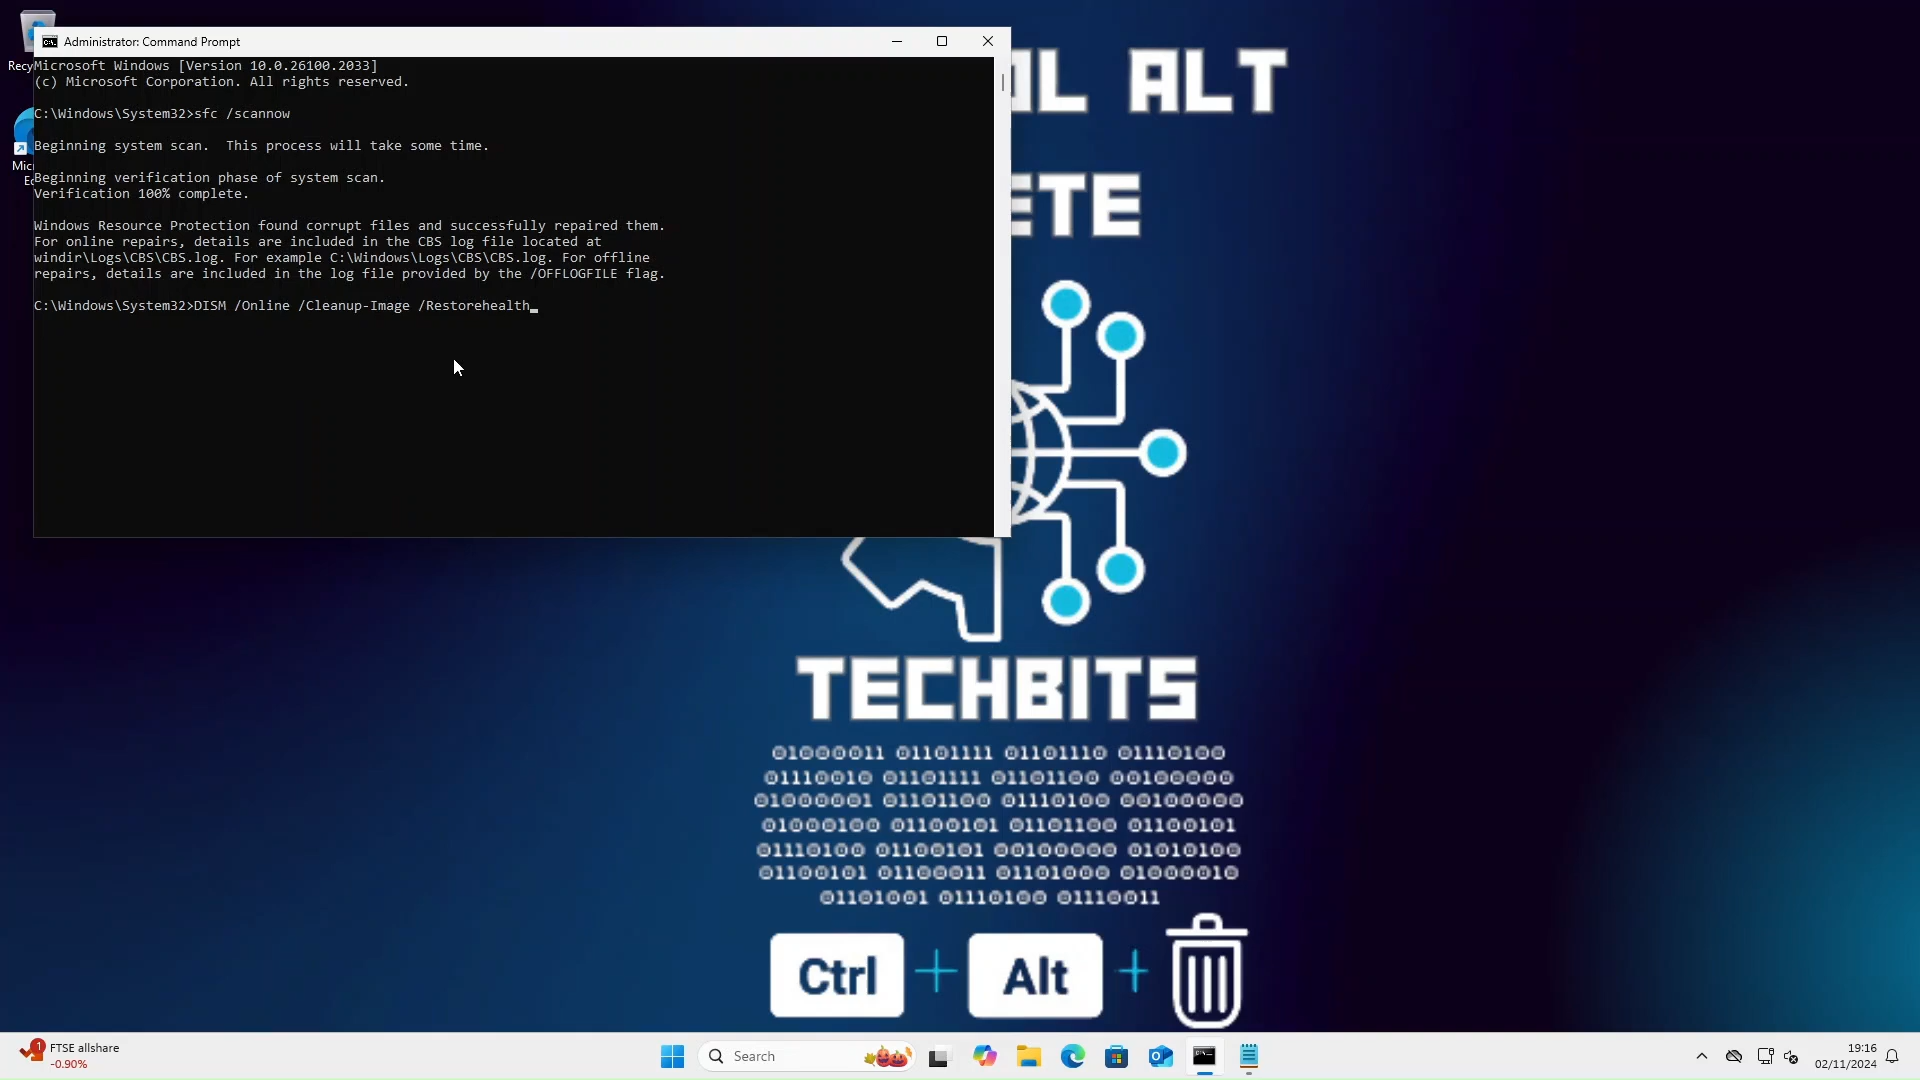 Administrator: Command Prompt
Microsoft Windows [Version 10.0.26100.2033]
(c) Microsoft Corporation. All rights reserved.
C:\Windows\System32>sfc /scannow
Beginning system scan.  This process will take some time.
Beginning verification phase of system scan.
Verification 100% complete.
Windows Resource Protection found corrupt files and successfully repaired them.
For online repairs, details are included in the CBS log file located at
windir\Logs\CBS\CBS.log. For example C:\Windows\Logs\CBS\CBS.log. For offline
repairs, details are included in the log file provided by the /OFFLOGFILE flag.
C:\Windows\System32>DISM /Online /Cleanup-Image /Restorehealth
Recy
Mic
Ed
OL ALT
ETE
TECHBITS
01000011 01101111 01101110 01110100
01110010 01101111 01101100 00100000
01000001 01101100 01110100 00100000
01000100 01100101 01101100 01100101
01110100 01100101 00100000 01010100
01100101 01100011 01101000 01000010
01101001 01110100 01110011
Ctrl + Alt +
1
FTSE allshare
-0.90%
Search
19:16
02/11/2024